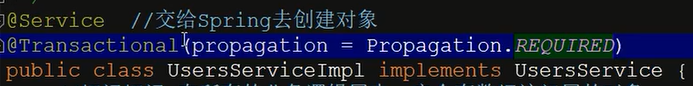 @Service //交给Spring去创建对象
@Transactional(propagation = Propagation.REQUIRED)
public class UsersServiceImpl implements UsersService {